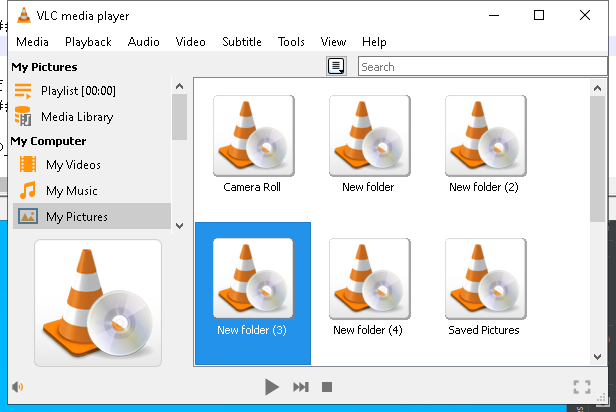 VLC media player
Media Playback Audio Video Subtitle Tools View Help
My Pictures
Search
Playlist [00:00]
Media Library
My Computer
My Videos
My Music
My Pictures
Camera Roll
New folder
New folder (2)
New folder (3)
New folder (4)
Saved Pictures